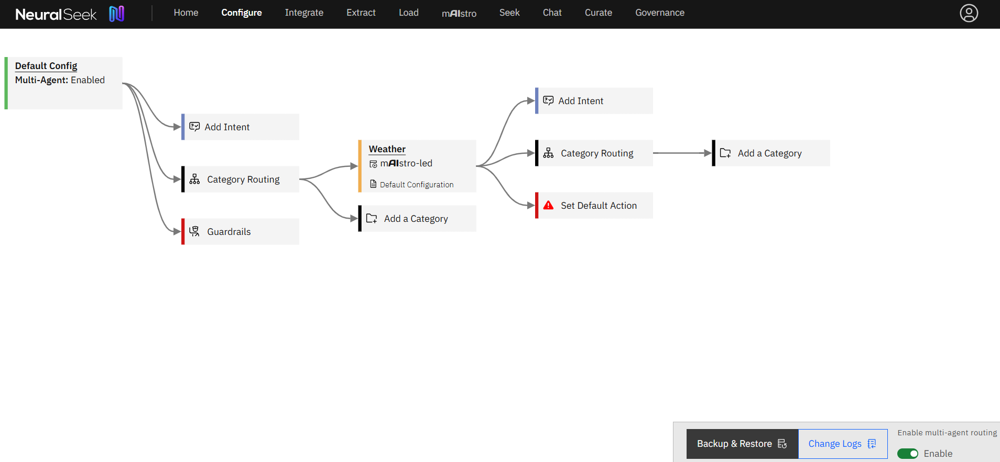 NeuralSeek
Home
Configure
Integrate
Extract
Load
mAIstro
Seek
Chat
Curate
Governance
Default Config
Multi-Agent: Enabled
Add Intent
Category Routing
Guardrails
Weather
mAIstro-led
Default Configuration
Add a Category
Add Intent
Category Routing
Set Default Action
Add a Category
Backup & Restore
Change Logs
Enable multi-agent routing
Enable